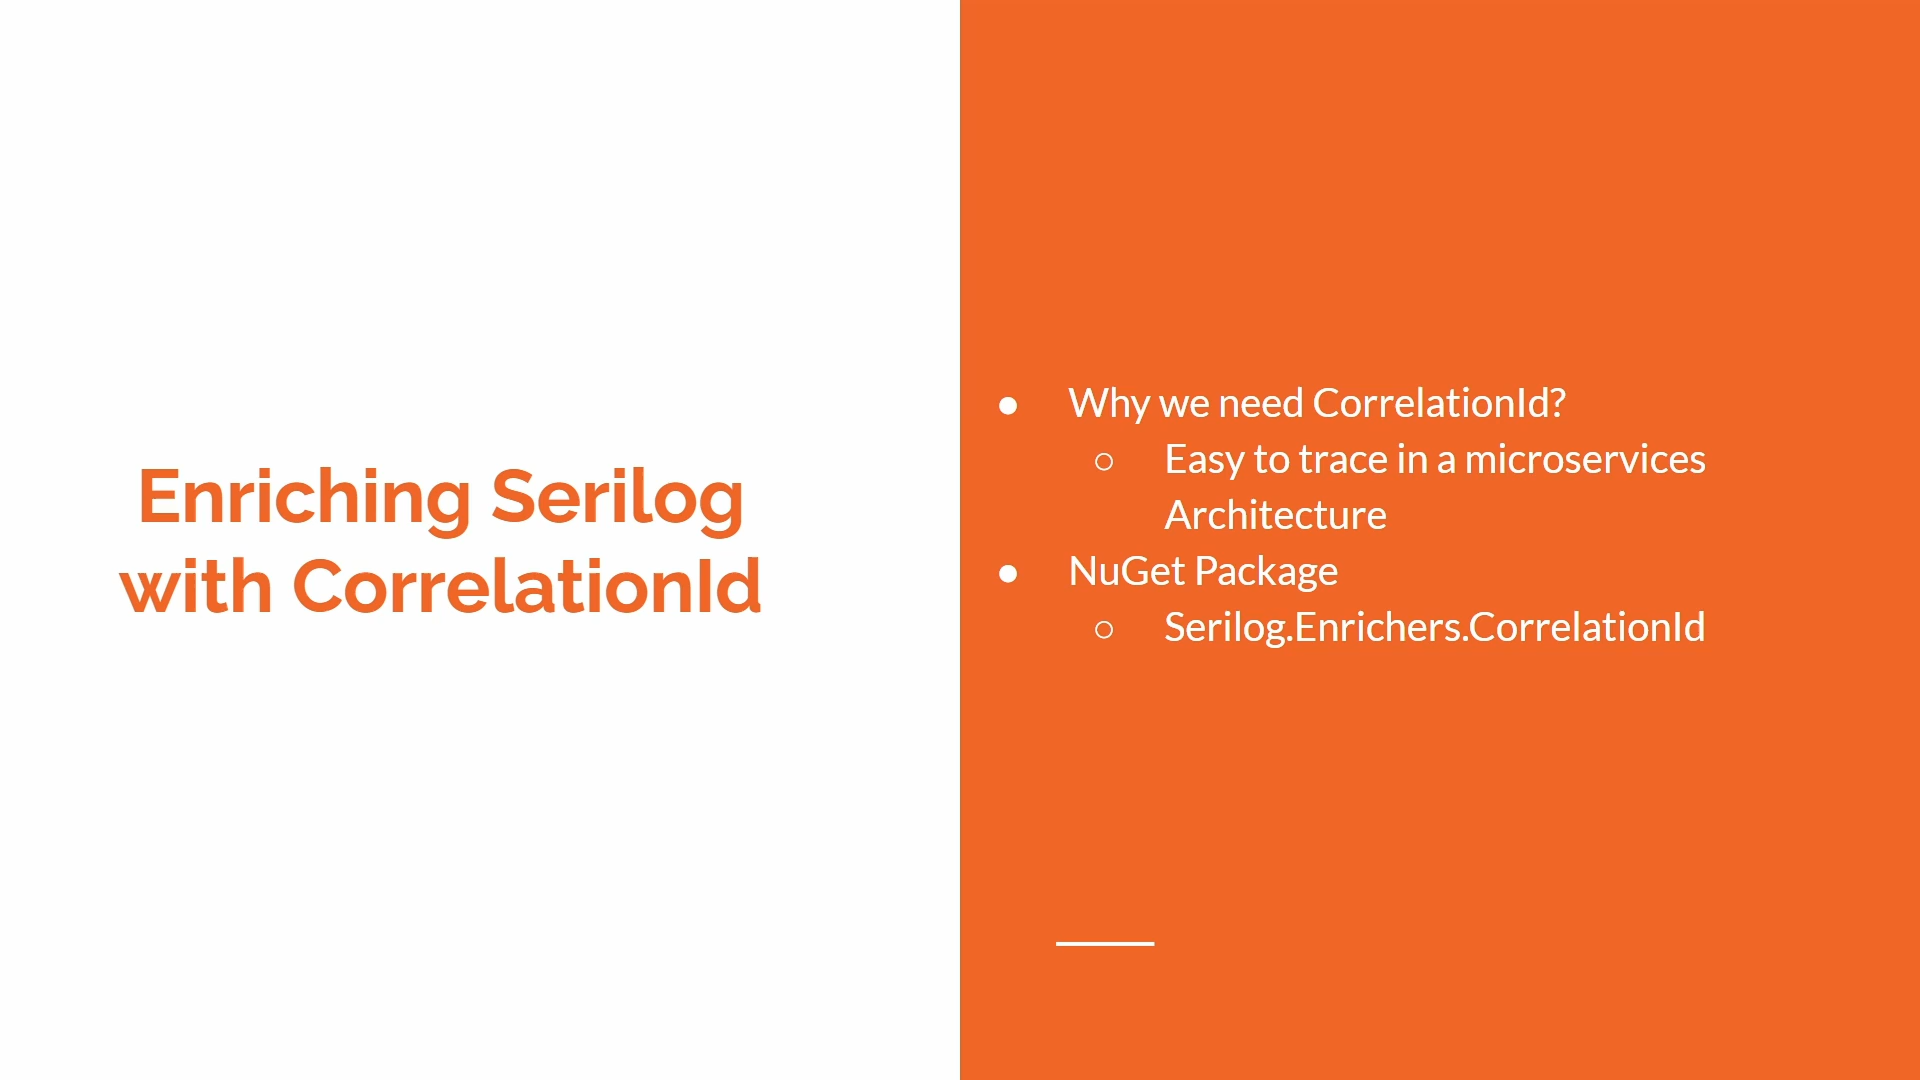 Enriching Serilog
with CorrelationId
● Why we need CorrelationId?
○ Easy to trace in a microservices
Architecture
● NuGet Package
○ Serilog.Enrichers.CorrelationId